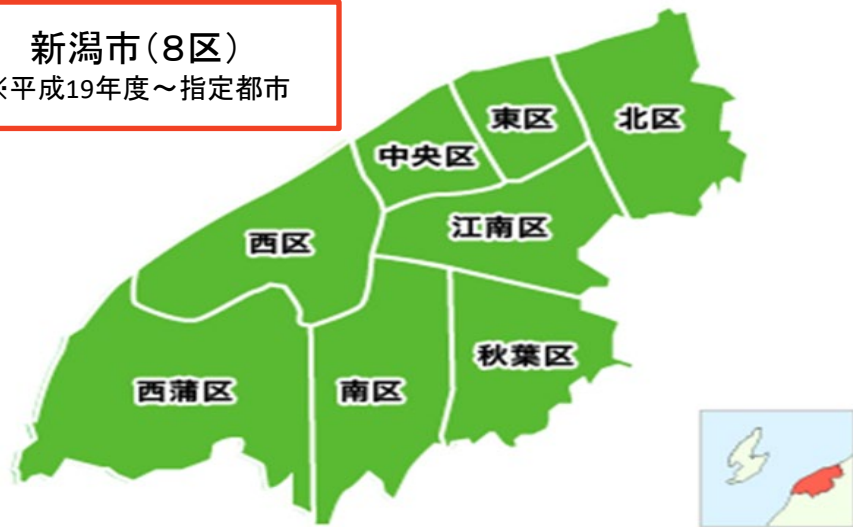 新潟市(8区)
※平成19年度～指定都市
北区
東区
中央区
江南区
西区
秋葉区
南区
西蒲区